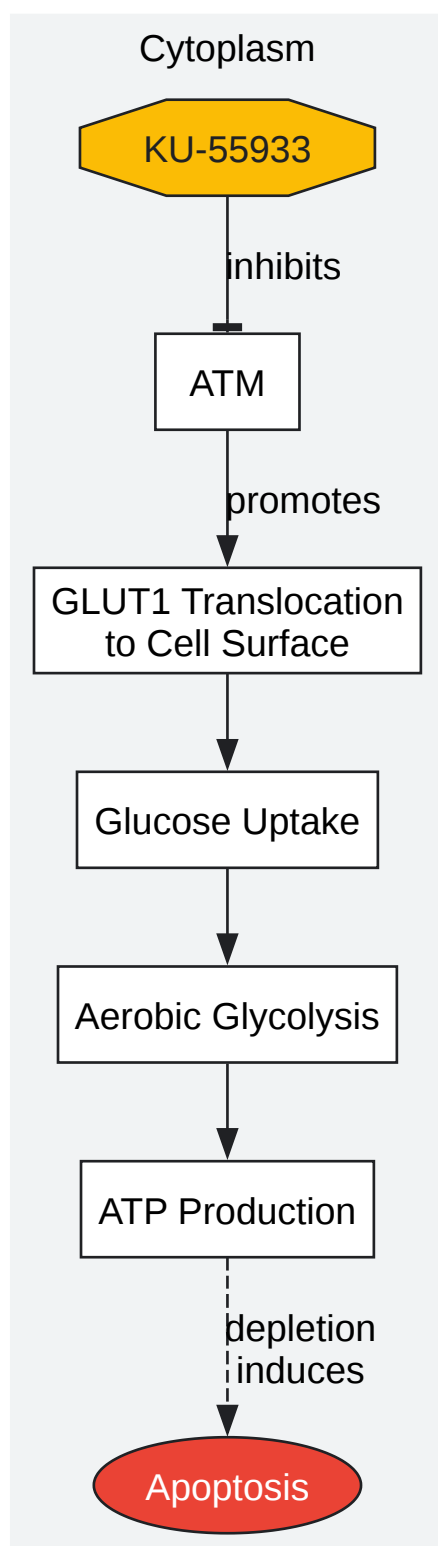 Cytoplasm
KU-55933
inhibits
ATM
promotes
GLUT1 Translocation
to Cell Surface
Glucose Uptake
Aerobic Glycolysis
ATP Production
depletion
induces
Apoptosis